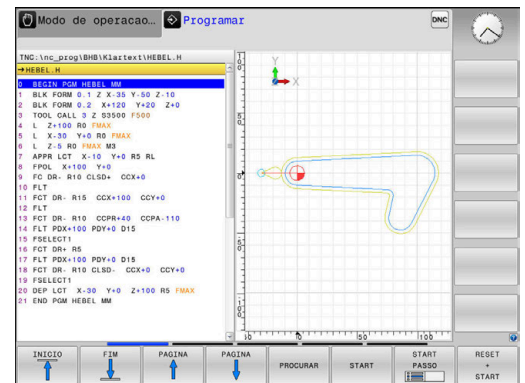 Modo de operacao...
Programar
DNC
TNC:\nc_prog\BHB\Klartext\HEBEL.H
→HEBEL.H
0 BEGIN PGM HEBEL MM
1 BLK FORM 0.1 Z X-35 Y-50 Z-10
2 BLK FORM 0.2 X+120 Y+20 Z+0
3 TOOL CALL 3 Z S3500 F500
4 L Z+100 R0 FMAX
5 L X-30 Y+0 R0 FMAX
6 L Z-5 R0 FMAX M3
7 APPR LCT X-10 Y+0 R5 RL
8 FPOL X+100 Y+0
9 FC DR- R10 CLSD+ CCX+0
10 FLT
11 FCT DR- R15 CCX+100 CCY+0
12 FLT
13 FCT DR- R10 CCPR+40 CCPA-110
14 FLT PDX+100 PDY+0 D15
15 FSELECT1
16 FCT DR+ R5
17 FLT PDX+100 PDY+0 D15
18 FCT DR- R10 CLSD- CCX+0 CCY+0
19 FSELECT1
20 DEP LCT X-30 Y+0 Z+100 R5 FMAX
21 END PGM HEBEL MM
Y
X
50
100
INICIO
FIM
PAGINA
PAGINA
PROCURAR
START
START
PASSO
RESET
+
START